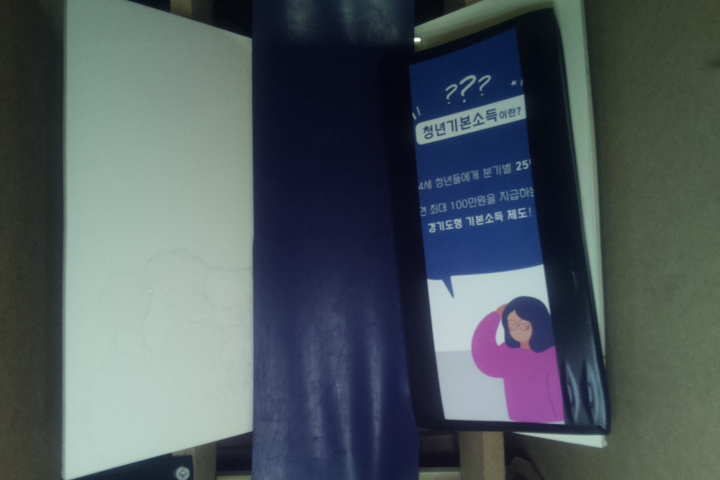 ???
청년기본소득이란?
4세 청년들에게 분기별 25
최대 100만원을 지급하는
경기도형 기본소득 제도!